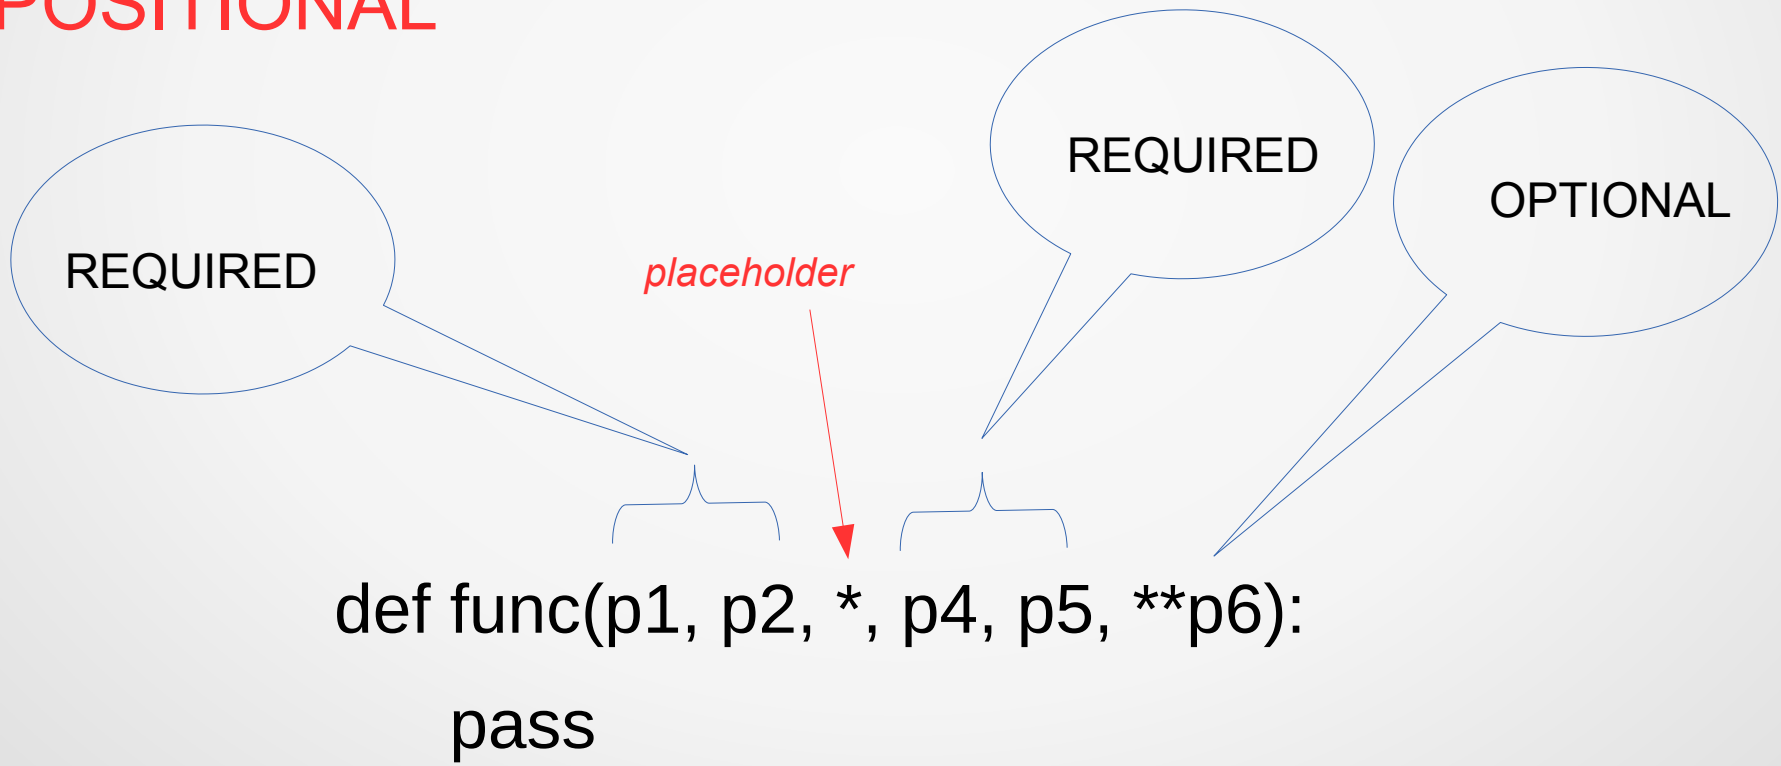 POSITIONAL
REQUIRED
OPTIONAL
REQUIRED
placeholder
def func(p1, p2, *, p4, p5, **p6):
pass